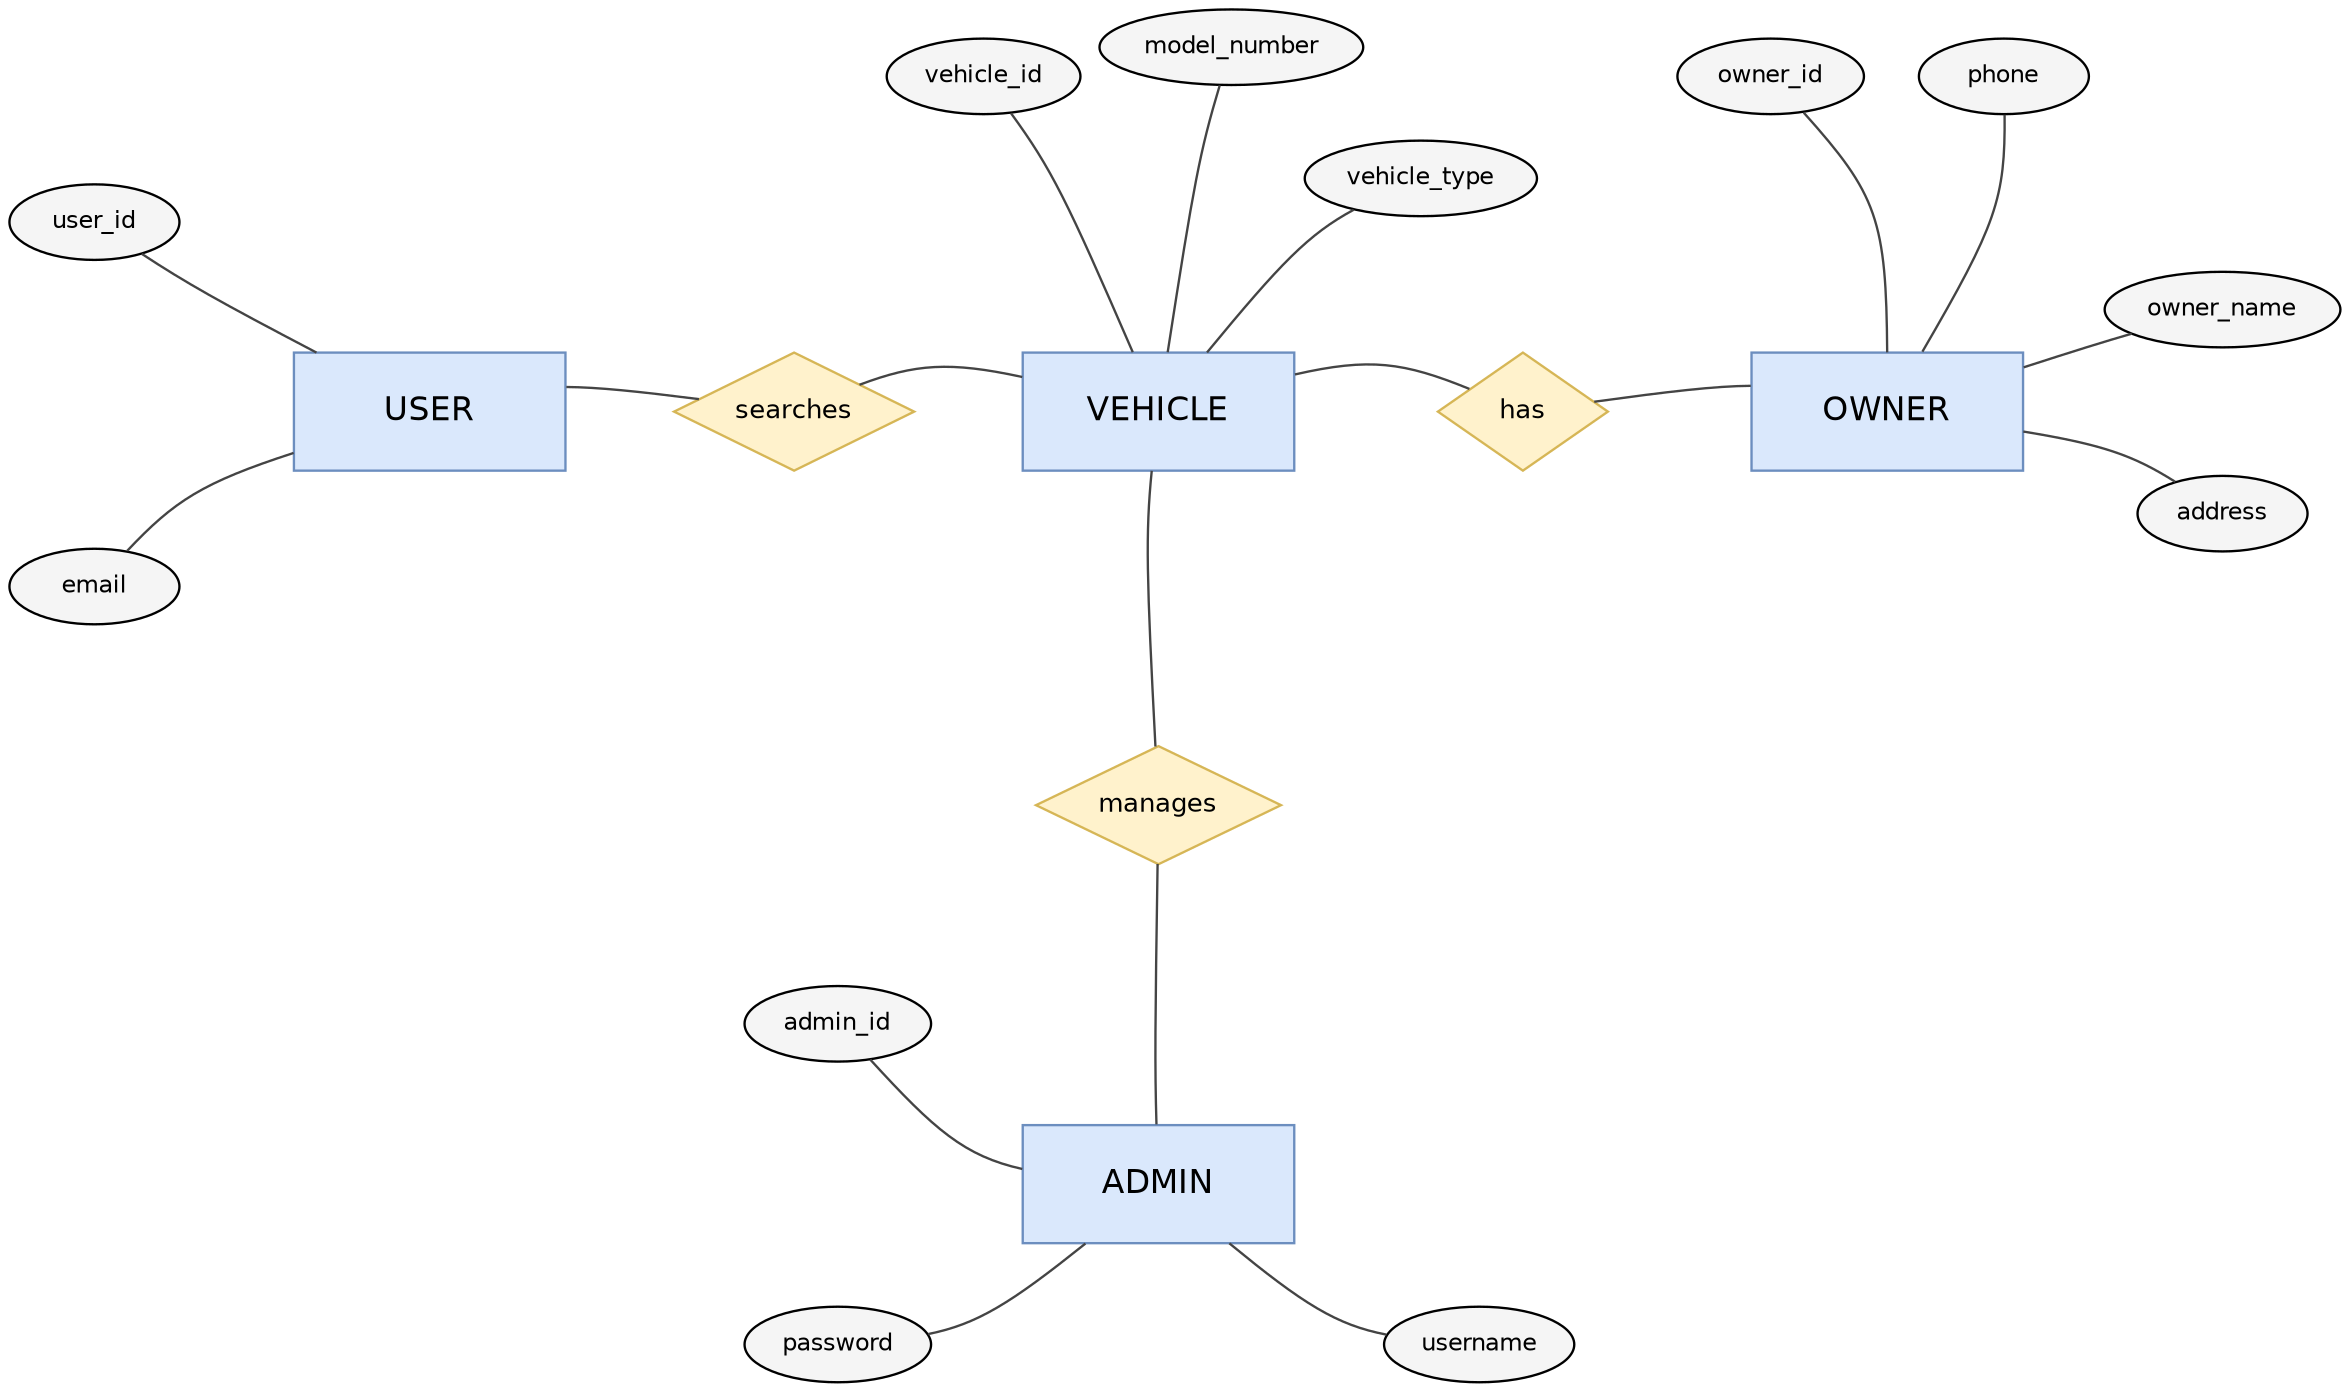 model_number
vehicle_id
owner_id
phone
vehicle_type
user_id
owner_name
USER
searches
VEHICLE
has
OWNER
address
email
manages
admin_id
ADMIN
password
username